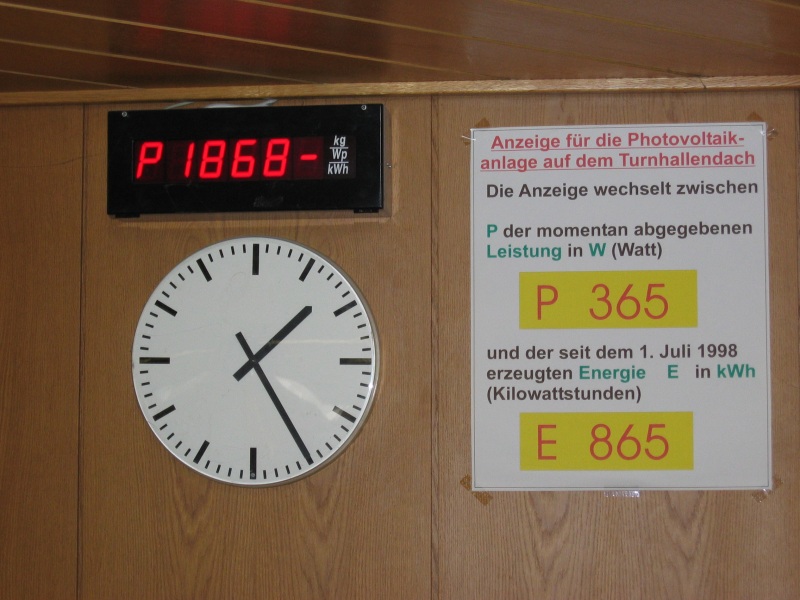 P1868-
kg
Wp
kWh
Anzeige für die Photovoltaik-
anlage auf dem Turnhallendach
Die Anzeige wechselt zwischen
P der momentan abgegebenen
Leistung in W (Watt)
P 365
und der seit dem 1. Juli 1998
erzeugten Energie E in kWh
(Kilowattstunden)
E 865